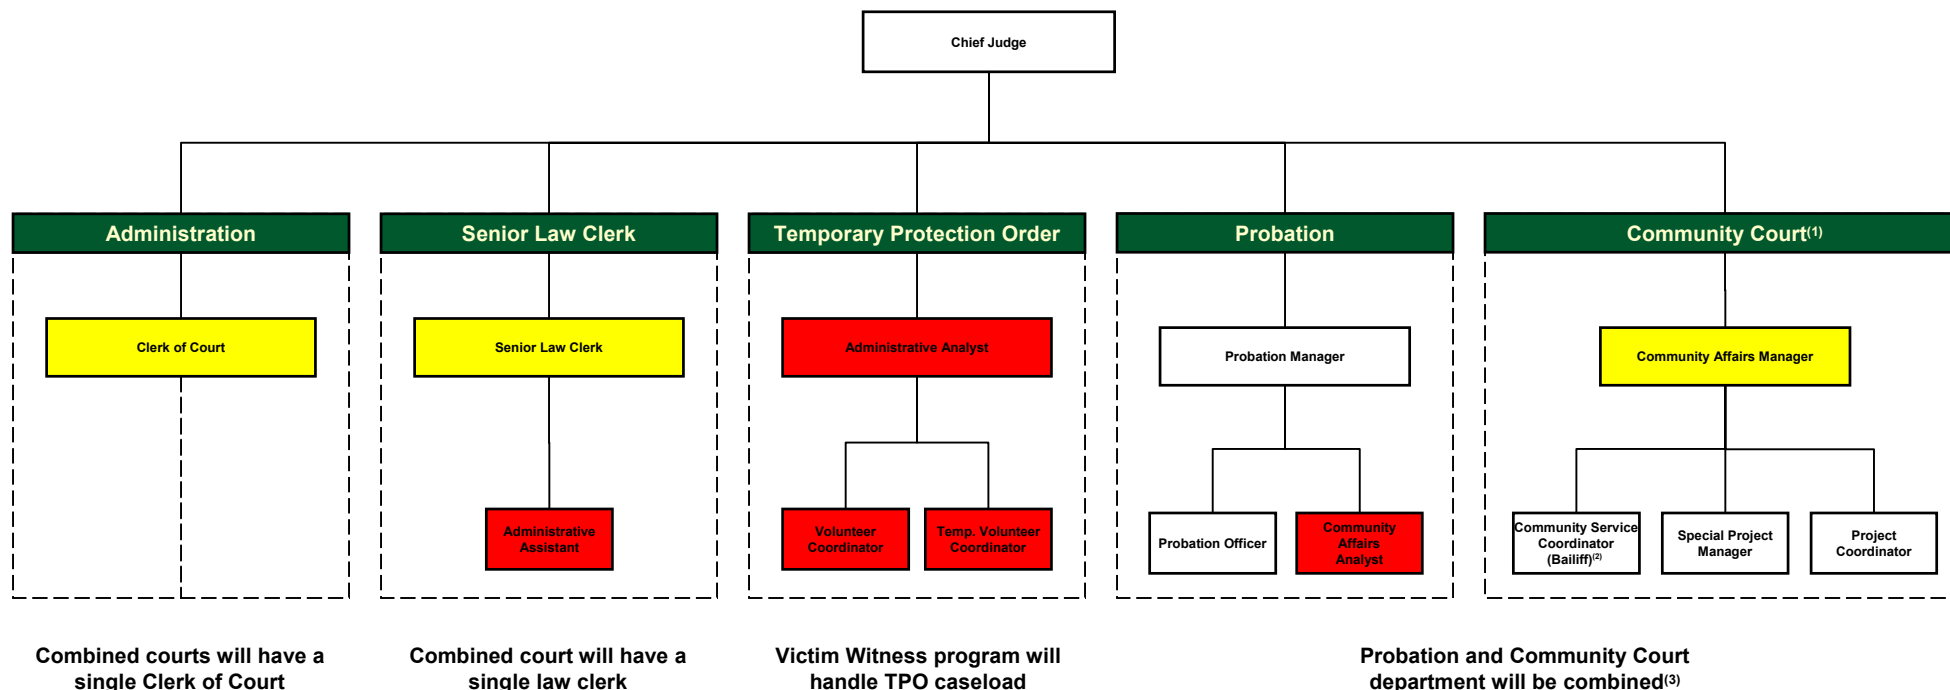 Chief Judge
Administration
Senior Law Clerk
Temporary Protection Order
Probation
Community Court(1)
Clerk of Court
Senior Law Clerk
Administrative Analyst
Probation Manager
Community Affairs Manager
Administrative
Assistant
Volunteer
Coordinator
Temp. Volunteer
Coordinator
Probation Officer
Community
Affairs
Analyst
Community Service
Coordinator
(Bailiff)(2)
Special Project
Manager
Project
Coordinator
Combined courts will have a
single Clerk of Court
Combined court will have a
single law clerk
Victim Witness program will
handle TPO caseload
Probation and Community Court
department will be combined(3)